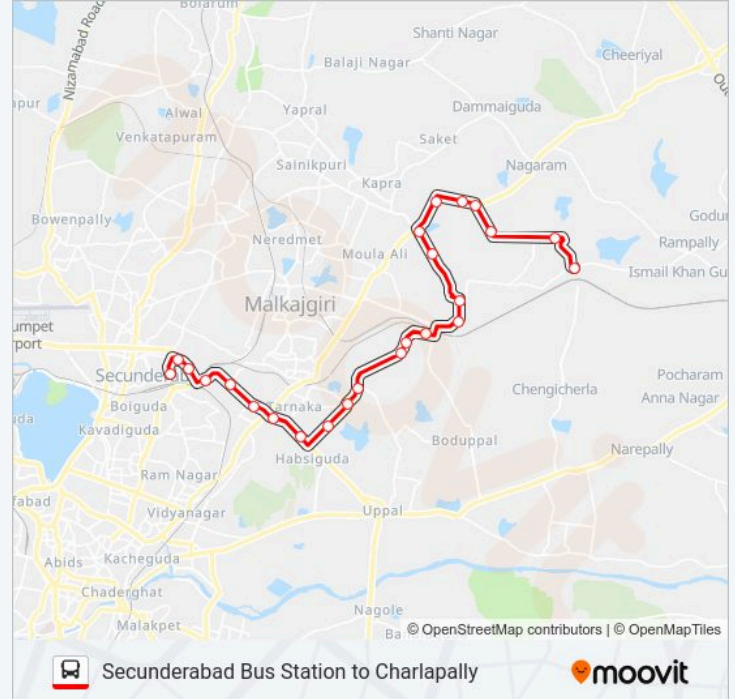 Bolarum
Shanti Nagar
Nizamabad Road
Balaji Nagar
Cheeriyal
Alwal
Yapral
Dammaiguda
Venkatapuram
Saket
Sainikpuri
Nagaram
Kapra
Bowenpally
Neredmet
Moula Ali
Rampally
Malkajgiri
Ismail Khan Gu
Secunderab
Pocharam
Boiguda
Tarnaka
Chengicherla
Anna Nagar
Kavadiguda
Boduppal
Habsiguda
Narepally
Ram Nagar
Vidyanagar
Uppal
Abids
Kacheguda
Chaderghat
Malakpet
Nagole
© OpenStreetMap contributors | © OpenMapTiles
Secunderabad Bus Station to Charlapally
moovit